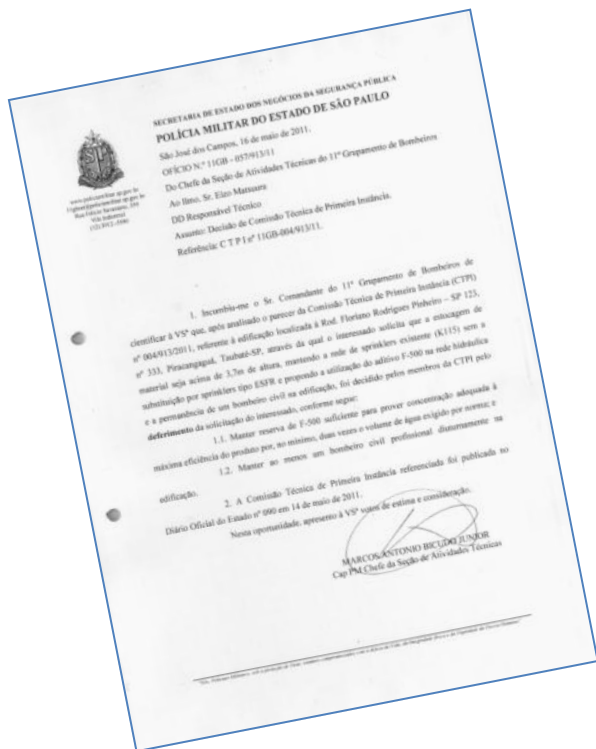 SECRETARIA DE ESTADO DOS NEGÓCIOS DA SEGURANÇA PÚBLICA
POLÍCIA MILITAR DO ESTADO DE SÃO PAULO
São José dos Campos, 16 de maio de 2011.
OFÍCIO N.º 11GB - 057/913/11
Do Chefe da Seção de Atividades Técnicas do 11º Grupamento de Bombeiros
Ao Ilmo. Sr. Eizo Matsuura
DD Responsável Técnico
Assunto: Decisão de Comissão Técnica de Primeira Instância.
Referência: C T P I nº 11GB-004/913/11.
Vila Industrial
1. Incumbiu-me o Sr. Comandante do 11º Grupamento de Bombeiros de
cientificar à VSª que, após analisado o parecer da Comissão Técnica de Primeira Instância (CTPI)
nº 004/913/2011, referente à edificação localizada à Rod. Floriano Rodrigues Pinheiro – SP 123,
nº 333, Piracangaguá, Taubaté-SP, através da qual o interessado solicita que a estocagem de
material seja acima de 3,7m de altura, mantendo a rede de sprinklers existente (K115) sem a
substituição por sprinklers tipo ESFR e propondo a utilização do aditivo F-500 na rede hidráulica
e a permanência de um bombeiro civil na edificação, foi decidido pelos membros da CTPI pelo
deferimento da solicitação do interessado, conforme segue:
1.1. Manter reserva de F-500 suficiente para prover concentração adequada à
máxima eficiência do produto por, no mínimo, duas vezes o volume de água exigido por norma; e
1.2. Manter ao menos um bombeiro civil profissional diuturnamente na
edificação.
2. A Comissão Técnica de Primeira Instância referenciada foi publicada no
Diário Oficial do Estado nº 090 em 14 de maio de 2011.
Nesta oportunidade, apresento à VSª votos de estima e consideração.
MARCOS ANTONIO BICUDO JUNIOR
Cap PM Chefe da Seção de Atividades Técnicas